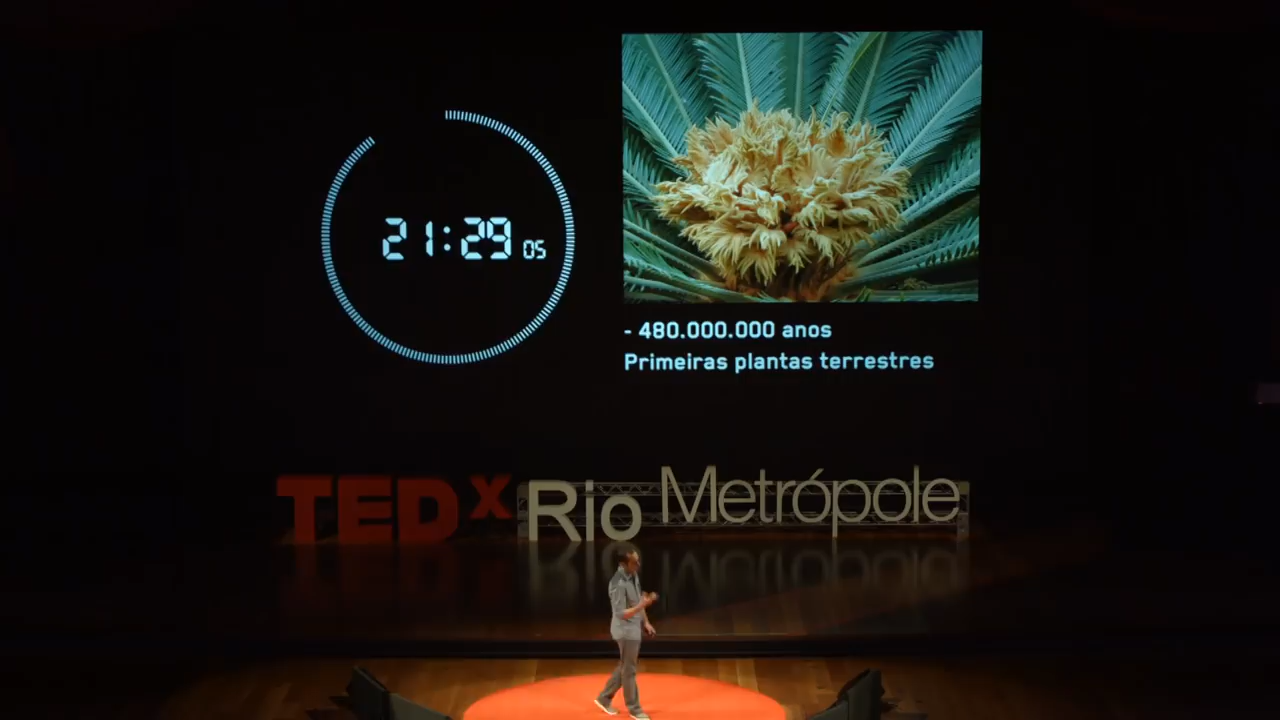 21:29 05
- 480.000.000 anos
Primeiras plantas terrestres
TEDx Rio Metrópole